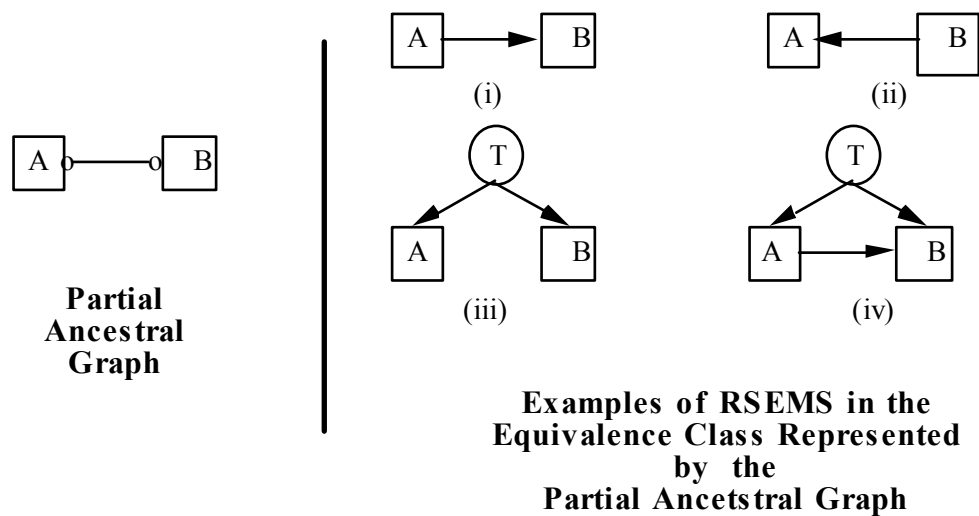 A B
(i)
A B
(ii)
A o o B
T
A B
(iii)
T
A B
(iv)
Partial
Ancestral
Graph
Examples of RSEMS in the
Equivalence Class Represented
by the
Partial Ancetstral Graph